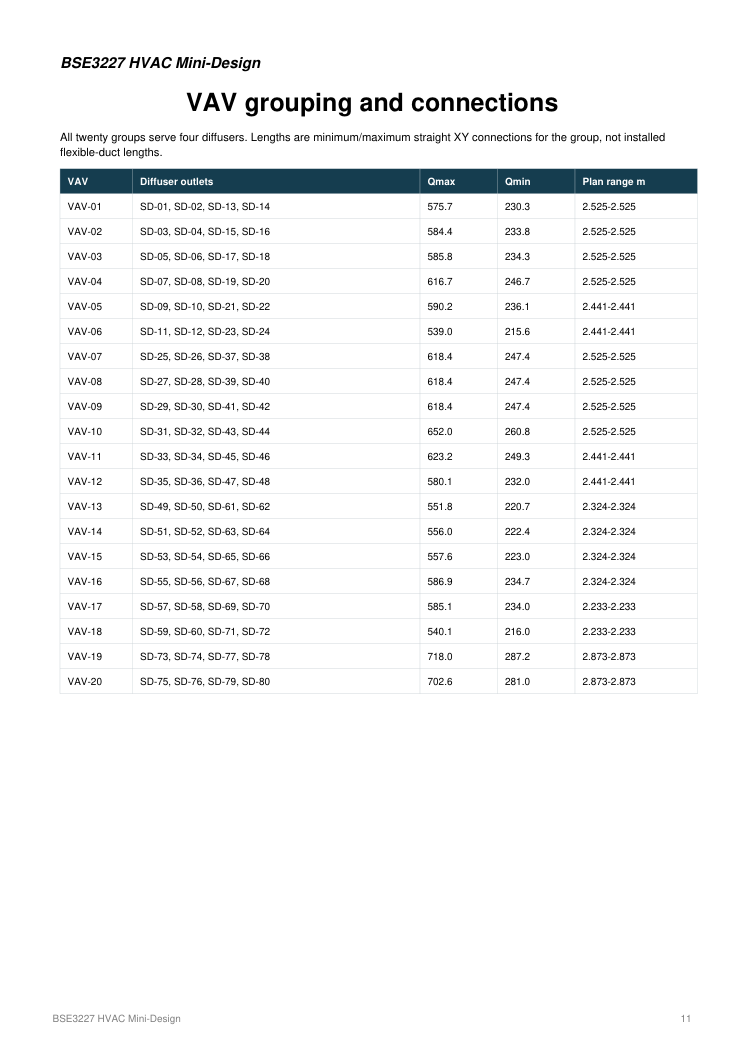 BSE3227 HVAC Mini-Design
VAV grouping and connections
All twenty groups serve four diffusers. Lengths are minimum/maximum straight XY connections for the group, not installed
flexible-duct lengths.
VAV Diffuser outlets Qmax Qmin Plan range m
VAV-01 SD-01, SD-02, SD-13, SD-14 575.7 230.3 2.525-2.525
VAV-02 SD-03, SD-04, SD-15, SD-16 584.4 233.8 2.525-2.525
VAV-03 SD-05, SD-06, SD-17, SD-18 585.8 234.3 2.525-2.525
VAV-04 SD-07, SD-08, SD-19, SD-20 616.7 246.7 2.525-2.525
VAV-05 SD-09, SD-10, SD-21, SD-22 590.2 236.1 2.441-2.441
VAV-06 SD-11, SD-12, SD-23, SD-24 539.0 215.6 2.441-2.441
VAV-07 SD-25, SD-26, SD-37, SD-38 618.4 247.4 2.525-2.525
VAV-08 SD-27, SD-28, SD-39, SD-40 618.4 247.4 2.525-2.525
VAV-09 SD-29, SD-30, SD-41, SD-42 618.4 247.4 2.525-2.525
VAV-10 SD-31, SD-32, SD-43, SD-44 652.0 260.8 2.525-2.525
VAV-11 SD-33, SD-34, SD-45, SD-46 623.2 249.3 2.441-2.441
VAV-12 SD-35, SD-36, SD-47, SD-48 580.1 232.0 2.441-2.441
VAV-13 SD-49, SD-50, SD-61, SD-62 551.8 220.7 2.324-2.324
VAV-14 SD-51, SD-52, SD-63, SD-64 556.0 222.4 2.324-2.324
VAV-15 SD-53, SD-54, SD-65, SD-66 557.6 223.0 2.324-2.324
VAV-16 SD-55, SD-56, SD-67, SD-68 586.9 234.7 2.324-2.324
VAV-17 SD-57, SD-58, SD-69, SD-70 585.1 234.0 2.233-2.233
VAV-18 SD-59, SD-60, SD-71, SD-72 540.1 216.0 2.233-2.233
VAV-19 SD-73, SD-74, SD-77, SD-78 718.0 287.2 2.873-2.873
VAV-20 SD-75, SD-76, SD-79, SD-80 702.6 281.0 2.873-2.873
BSE3227 HVAC Mini-Design 11